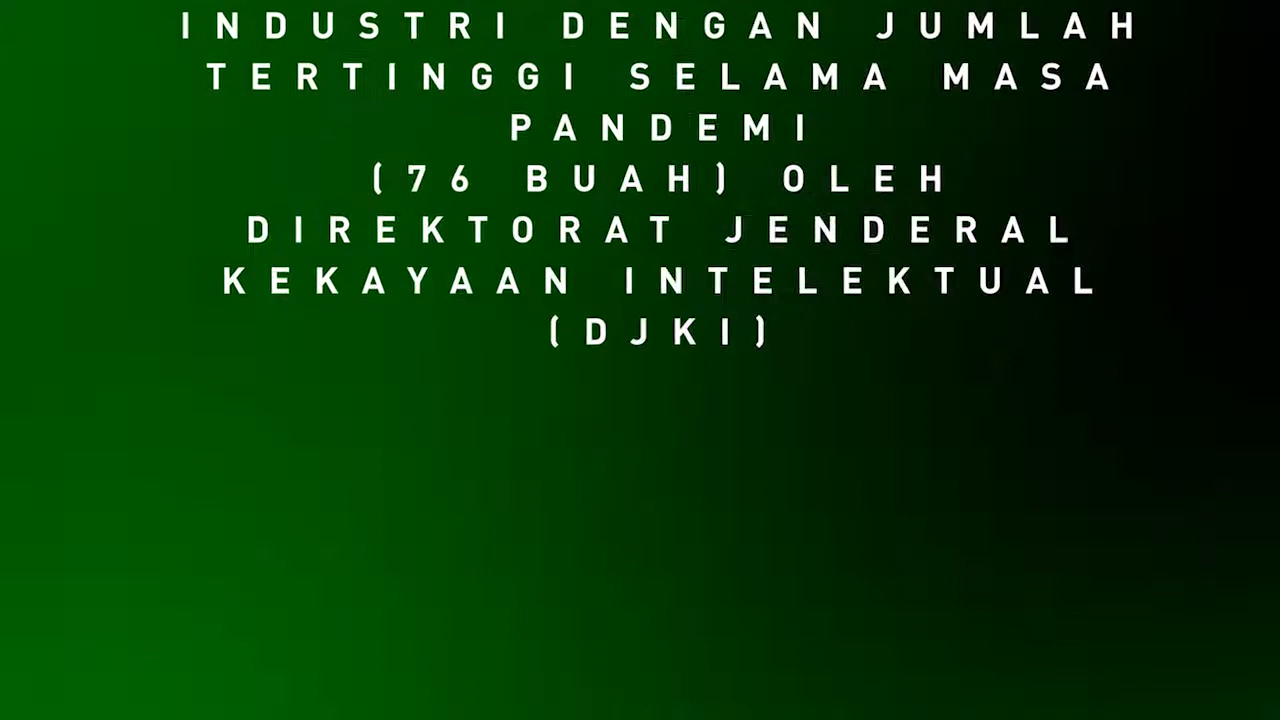 INDUSTRI DENGAN JUMLAH
TERTINGGI SELAMA MASA
PANDEMI
(76 BUAH) OLEH
DIREKTORAT JENDERAL
KEKAYAAN INTELEKTUAL
(DJKI)